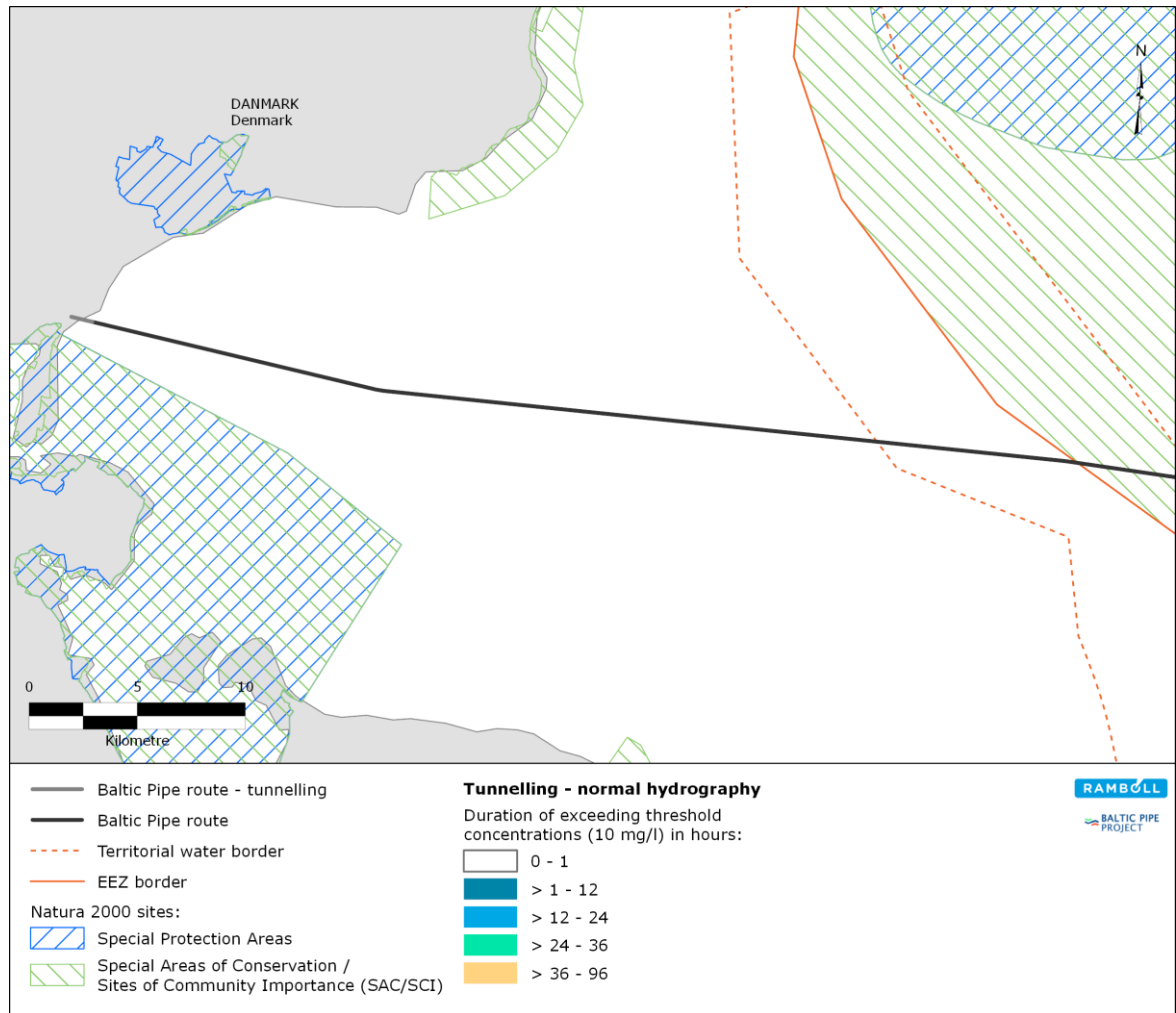 N
DANMARK
Denmark
0 5 10
Kilometre
Baltic Pipe route - tunnelling
Baltic Pipe route
Territorial water border
EEZ border
Natura 2000 sites:
Special Protection Areas
Special Areas of Conservation /
Sites of Community Importance (SAC/SCI)
Tunnelling - normal hydrography
Duration of exceeding threshold
concentrations (10 mg/l) in hours:
0 - 1
> 1 - 12
> 12 - 24
> 24 - 36
> 36 - 96
RAMBOLL
BALTIC PIPE
PROJECT